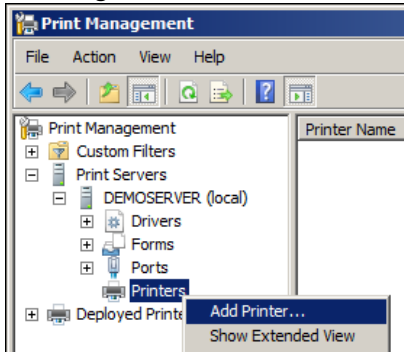 Print Management
File Action View Help
Print Management
Printer Name
Custom Filters
Print Servers
DEMOSERVER (local)
Drivers
Forms
Ports
Printers
Add Printer...
Deployed Printe
Show Extended View